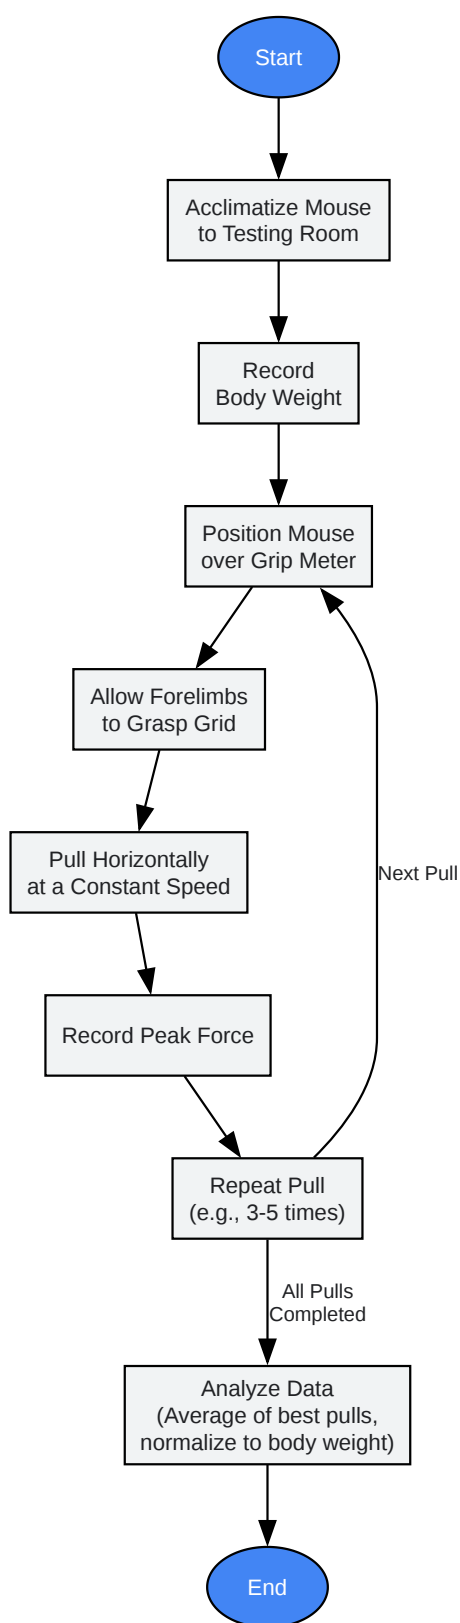 Start
Acclimatize Mouse
to Testing Room
Record
Body Weight
Position Mouse
over Grip Meter
Allow Forelimbs
to Grasp Grid
Pull Horizontally
at a Constant Speed
Next Pull
Record Peak Force
Repeat Pull
(e.g., 3-5 times)
All Pulls
Completed
Analyze Data
(Average of best pulls,
normalize to body weight)
End